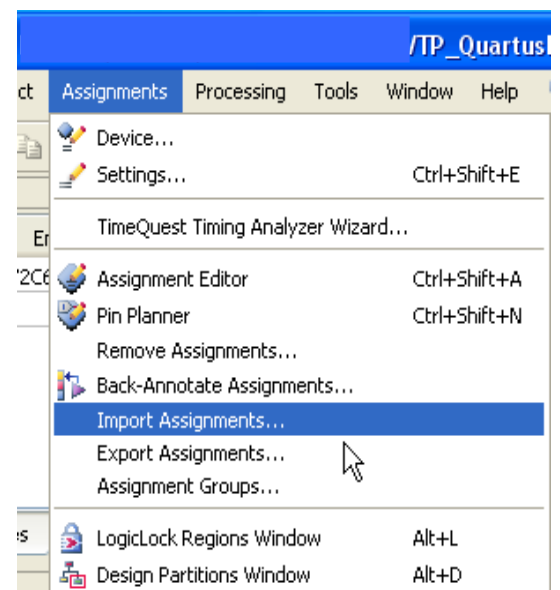 /TP_Quartus
ct Assignments Processing Tools Window Help
Device...
Settings... Ctrl+Shift+E
TimeQuest Timing Analyzer Wizard...
Er
Assignment Editor Ctrl+Shift+A
Pin Planner Ctrl+Shift+N
Remove Assignments...
Back-Annotate Assignments...
Import Assignments...
Export Assignments...
Assignment Groups...
LogicLock Regions Window Alt+L
Design Partitions Window Alt+D